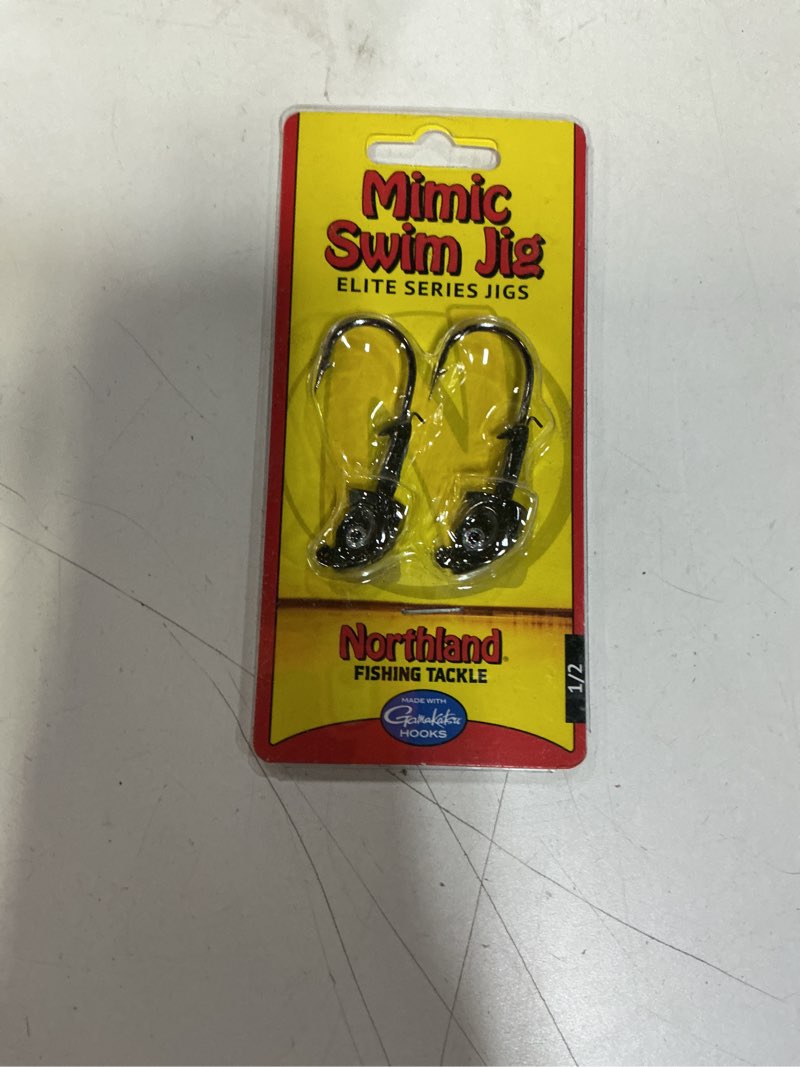 Mimic
Swim Jig
ELITE SERIES JIGS
Northland®
FISHING TACKLE
1/2
MADE WITH
Gamakatsu
HOOKS